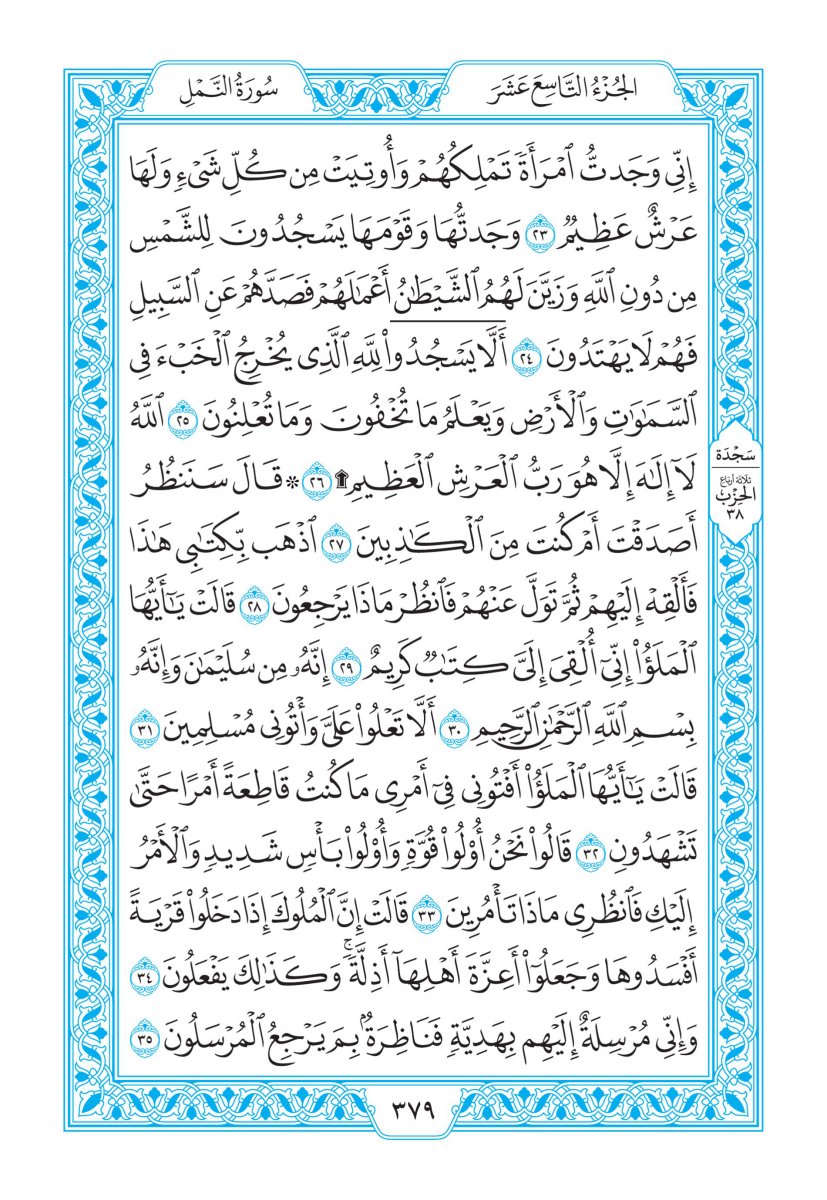 الجُزْءُ التَّاسِعَ عَشَرَ
سُورَةُ النَّمْلِ
إِنِّي وَجَدتُّ ٱمْرَأَةً تَمْلِكُهُمْ وَأُوتِيَتْ مِن كُلِّ شَىْءٍ وَلَهَا
عَرْشٌ عَظِيمٌ ٢٣ وَجَدتُّهَا وَقَوْمَهَا يَسْجُدُونَ لِلشَّمْسِ
مِن دُونِ ٱللَّهِ وَزَيَّنَ لَهُمُ ٱلشَّيْطَٰنُ أَعْمَٰلَهُمْ فَصَدَّهُمْ عَنِ ٱلسَّبِيلِ
فَهُمْ لَا يَهْتَدُونَ ٢٤ أَلَّا يَسْجُدُوا۟ لِلَّهِ ٱلَّذِى يُخْرِجُ ٱلْخَبْءَ فِى
ٱلسَّمَٰوَٰتِ وَٱلْأَرْضِ وَيَعْلَمُ مَا تُخْفُونَ وَمَا تُعْلِنُونَ ٢٥ ٱللَّهُ
لَآ إِلَٰهَ إِلَّا هُوَ رَبُّ ٱلْعَرْشِ ٱلْعَظِيمِ ۩ ٢٦ * قَالَ سَنَنظُرُ
أَصَدَقْتَ أَمْ كُنتَ مِنَ ٱلْكَٰذِبِينَ ٢٧ ٱذْهَب بِّكِتَٰبِى هَٰذَا
فَأَلْقِهْ إِلَيْهِمْ ثُمَّ تَوَلَّ عَنْهُمْ فَٱنظُرْ مَاذَا يَرْجِعُونَ ٢٨ قَالَتْ يَٰٓأَيُّهَا
ٱلْمَلَؤُا۟ إِنِّىٓ أُلْقِىَ إِلَىَّ كِتَٰبٌ كَرِيمٌ ٢٩ إِنَّهُۥ مِن سُلَيْمَٰنَ وَإِنَّهُۥ
بِسْمِ ٱللَّهِ ٱلرَّحْمَٰنِ ٱلرَّحِيمِ ٣٠ أَلَّا تَعْلُوا۟ عَلَىَّ وَأْتُونِى مُسْلِمِينَ ٣١
قَالَتْ يَٰٓأَيُّهَا ٱلْمَلَؤُا۟ أَفْتُونِى فِىٓ أَمْرِى مَا كُنتُ قَاطِعَةً أَمْرًا حَتَّىٰ
تَشْهَدُونِ ٣٢ قَالُوا۟ نَحْنُ أُو۟لُوا۟ قُوَّةٍ وَأُو۟لُوا۟ بَأْسٍ شَدِيدٍ وَٱلْأَمْرُ
إِلَيْكِ فَٱنظُرِى مَاذَا تَأْمُرِينَ ٣٣ قَالَتْ إِنَّ ٱلْمُلُوكَ إِذَا دَخَلُوا۟ قَرْيَةً
أَفْسَدُوهَا وَجَعَلُوٓا۟ أَعِزَّةَ أَهْلِهَآ أَذِلَّةً ۖ وَكَذَٰلِكَ يَفْعَلُونَ ٣٤
وَإِنِّى مُرْسِلَةٌ إِلَيْهِم بِهَدِيَّةٍ فَنَاظِرَةٌۢ بِمَ يَرْجِعُ ٱلْمُرْسَلُونَ ٣٥
سَجْدَة
ثلاثة أرباع
الحِزْب
٣٨
٣٧٩